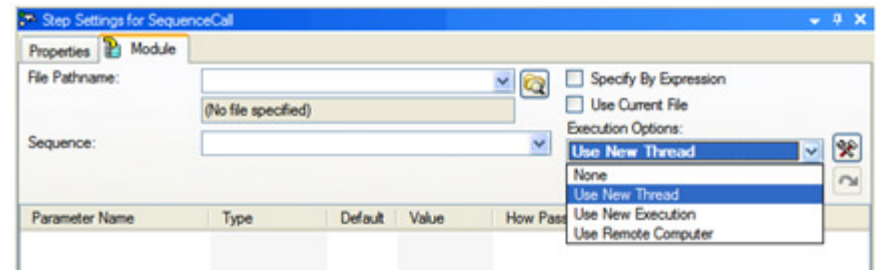 Step Settings for SequenceCall
Properties
Module
File Pathname:
Specify By Expression
(No file specified)
Use Current File
Execution Options:
Sequence:
Use New Thread
None
Use New Thread
Use New Execution
Use Remote Computer
Parameter Name Type Default Value How Pass